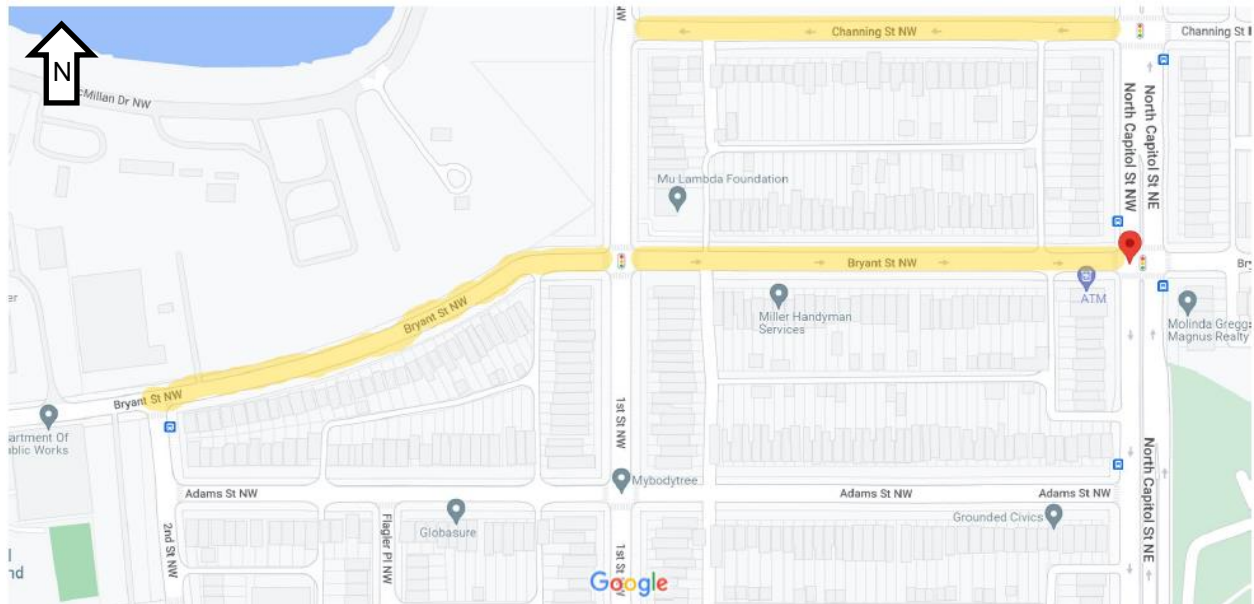 NW
Channing St NW
Channing St
N
cMillan Dr NW
North Capitol St NW
North Capitol St NE
Mu Lambda Foundation
Bryant St NW
ATM
Miller Handyman
Services
Molinda Gregg
Magnus Realty
Bryant St NW
Bryant St NW
artment Of
blic Works
1st St NW
Mybodytree
Adams St NW
Adams St NW
Adams St NW
North Capitol St NE
Globasure
Grounded Civics
2nd St NW
Flagler Pl NW
1st St
nd
Google